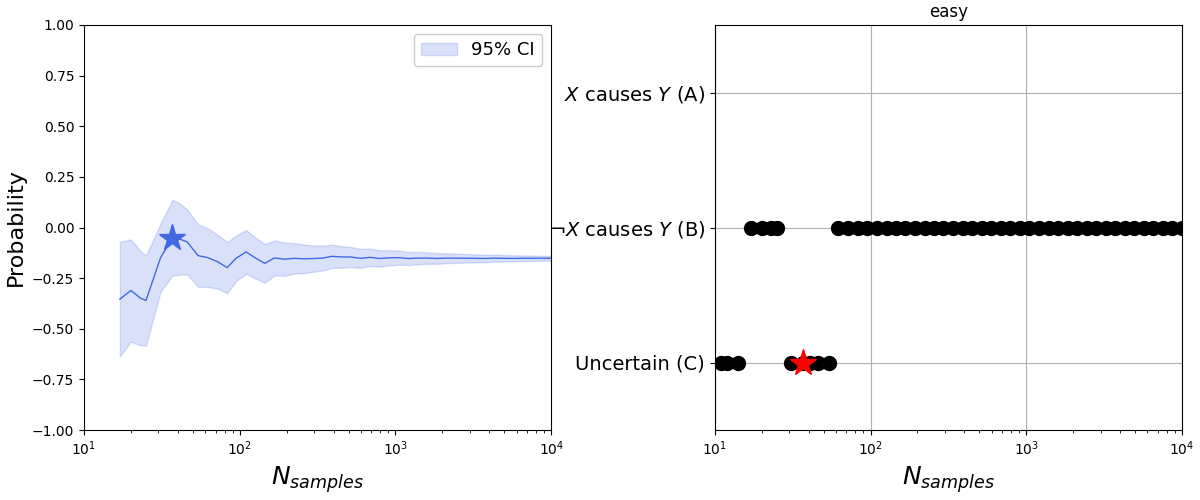 easy
1.00
0.75
0.50
0.25
0.00
−0.25
−0.50
−0.75
−1.00
Probability
95% CI
10¹
10²
10³
10⁴
N_samples
X causes Y (A)
¬X causes Y (B)
Uncertain (C)
10¹
10²
10³
10⁴
N_samples